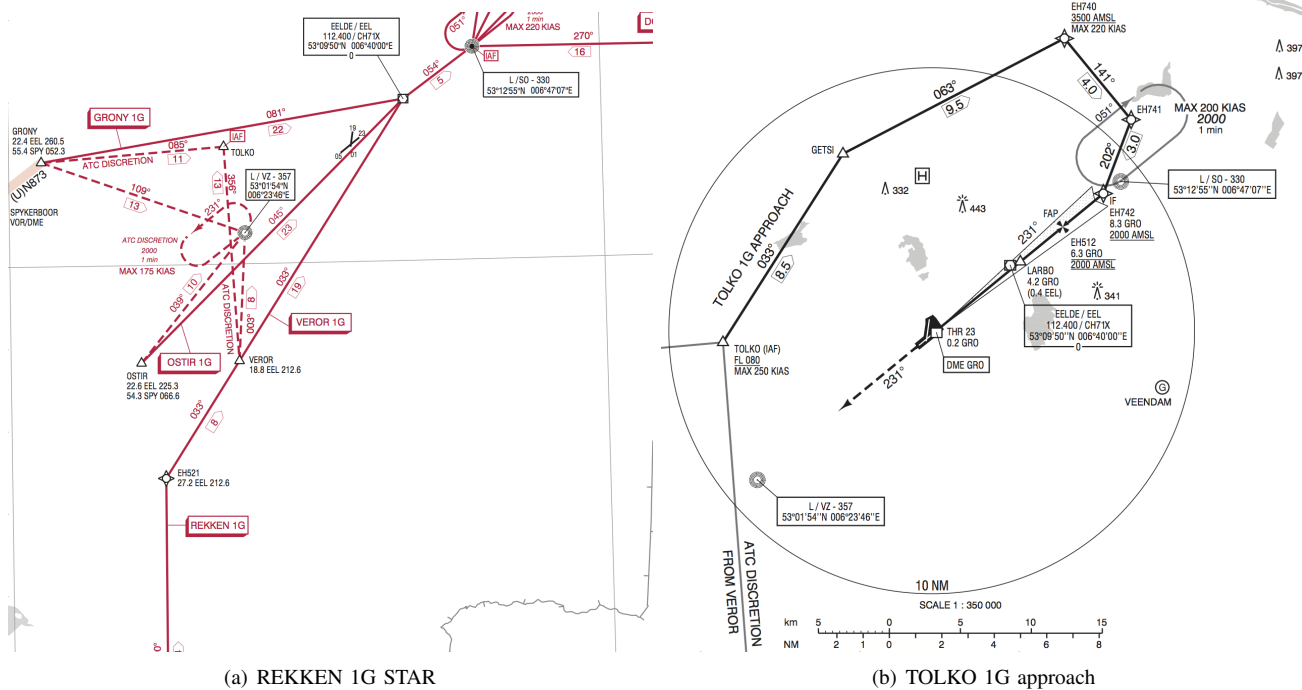 2000
1 min
MAX 220 KIAS
051°
EELDE / EEL
112.400 / CH71X
53°09'50"N 006°40'00"E
0
270°
16
IAF
054°
5
L / SO - 330
53°12'55"N 006°47'07"E
GRONY 1G
081°
22
GRONY
22.4 EEL 260.5
55.4 SPY 052.3
085°
11
ATC DISCRETION
IAF
TOLKO
19
23
05
01
(U)N873
SPYKERBOOR
VOR/DME
109°
13
356°
13
L / VZ - 357
53°01'54"N
006°23'46"E
231°
045°
23
ATC DISCRETION
2000
1 min
MAX 175 KIAS
039°
10
ATC DISCRETION
003°
8
033°
19
VEROR 1G
OSTIR 1G
OSTIR
22.6 EEL 225.3
54.3 SPY 066.6
VEROR
18.8 EEL 212.6
033°
8
EH521
27.2 EEL 212.6
REKKEN 1G
(a) REKKEN 1G STAR
EH740
3500 AMSL
MAX 220 KIAS
397
397
063°
9.5
141°
4.0
EH741
051°
MAX 200 KIAS
2000
1 min
202°
3.0
GETSI
H
332
443
L / SO - 330
53°12'55''N 006°47'07''E
IF
EH742
8.3 GRO
2000 AMSL
FAP
231°
EH512
6.3 GRO
2000 AMSL
TOLKO 1G APPROACH
033°
8.5
LARBO
4.2 GRO
(0.4 EEL)
341
EELDE / EEL
112.400 / CH71X
53°09'50''N 006°40'00''E
0
THR 23
0.2 GRO
DME GRO
TOLKO (IAF)
FL 080
MAX 250 KIAS
231°
G
VEENDAM
L / VZ - 357
53°01'54''N 006°23'46''E
ATC DISCRETION
FROM VEROR
10 NM
SCALE 1 : 350 000
km 5 0 5 10 15
NM 2 1 0 2 4 6 8
(b) TOLKO 1G approach